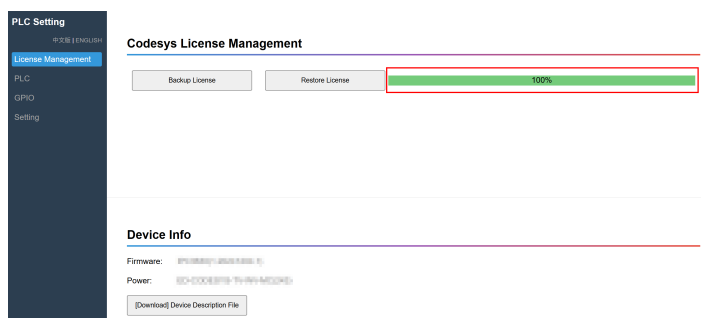 PLC Setting
中文版 | ENGLISH
License Management
PLC
GPIO
Setting
Codesys License Management
Backup License
Restore License
100%
Device Info
Firmware:
Power:
[Download] Device Description File